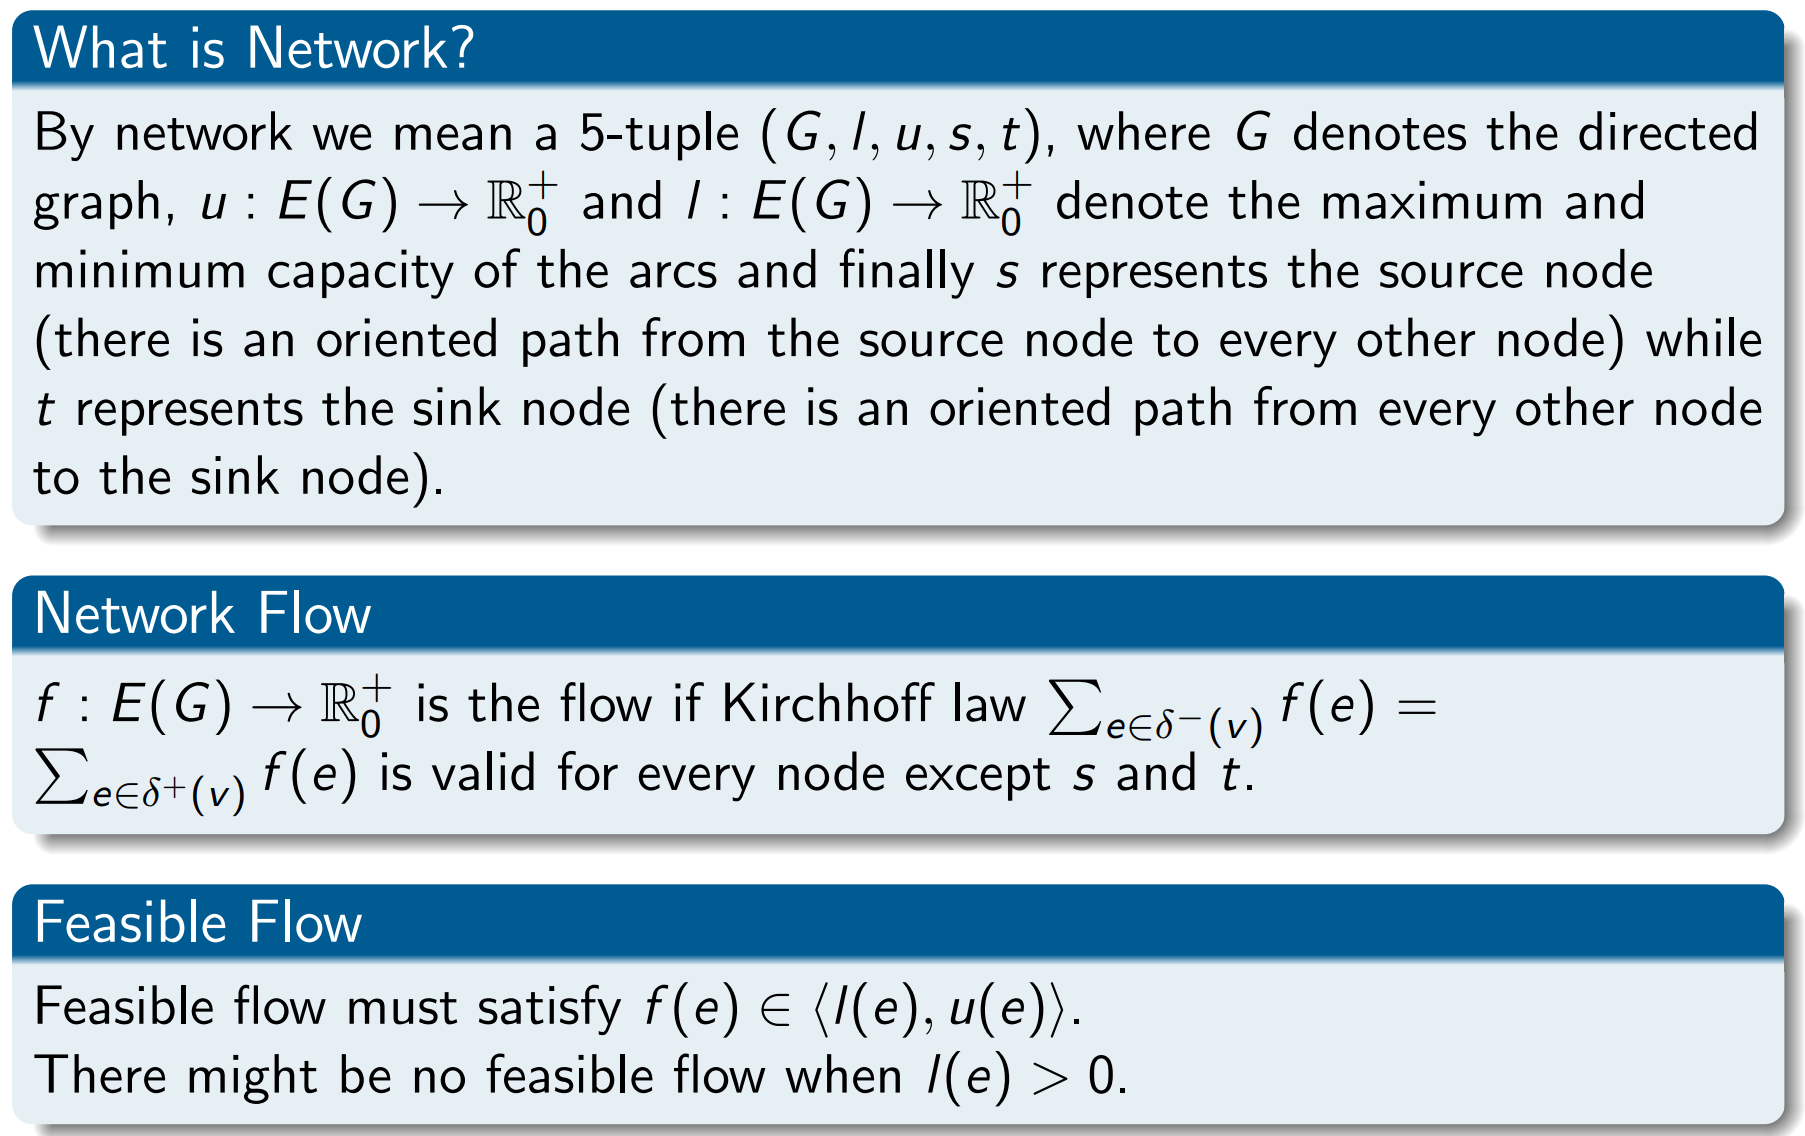 What is Network?
By network we mean a 5-tuple (G, l, u, s, t), where G denotes the directed
graph, u : E(G) → ℝ₀⁺ and l : E(G) → ℝ₀⁺ denote the maximum and
minimum capacity of the arcs and finally s represents the source node
(there is an oriented path from the source node to every other node) while
t represents the sink node (there is an oriented path from every other node
to the sink node).
Network Flow
f : E(G) → ℝ₀⁺ is the flow if Kirchhoff law ∑_{e∈δ⁻(v)} f(e) =
∑_{e∈δ⁺(v)} f(e) is valid for every node except s and t.
Feasible Flow
Feasible flow must satisfy f(e) ∈ ⟨l(e), u(e)⟩.
There might be no feasible flow when l(e) > 0.